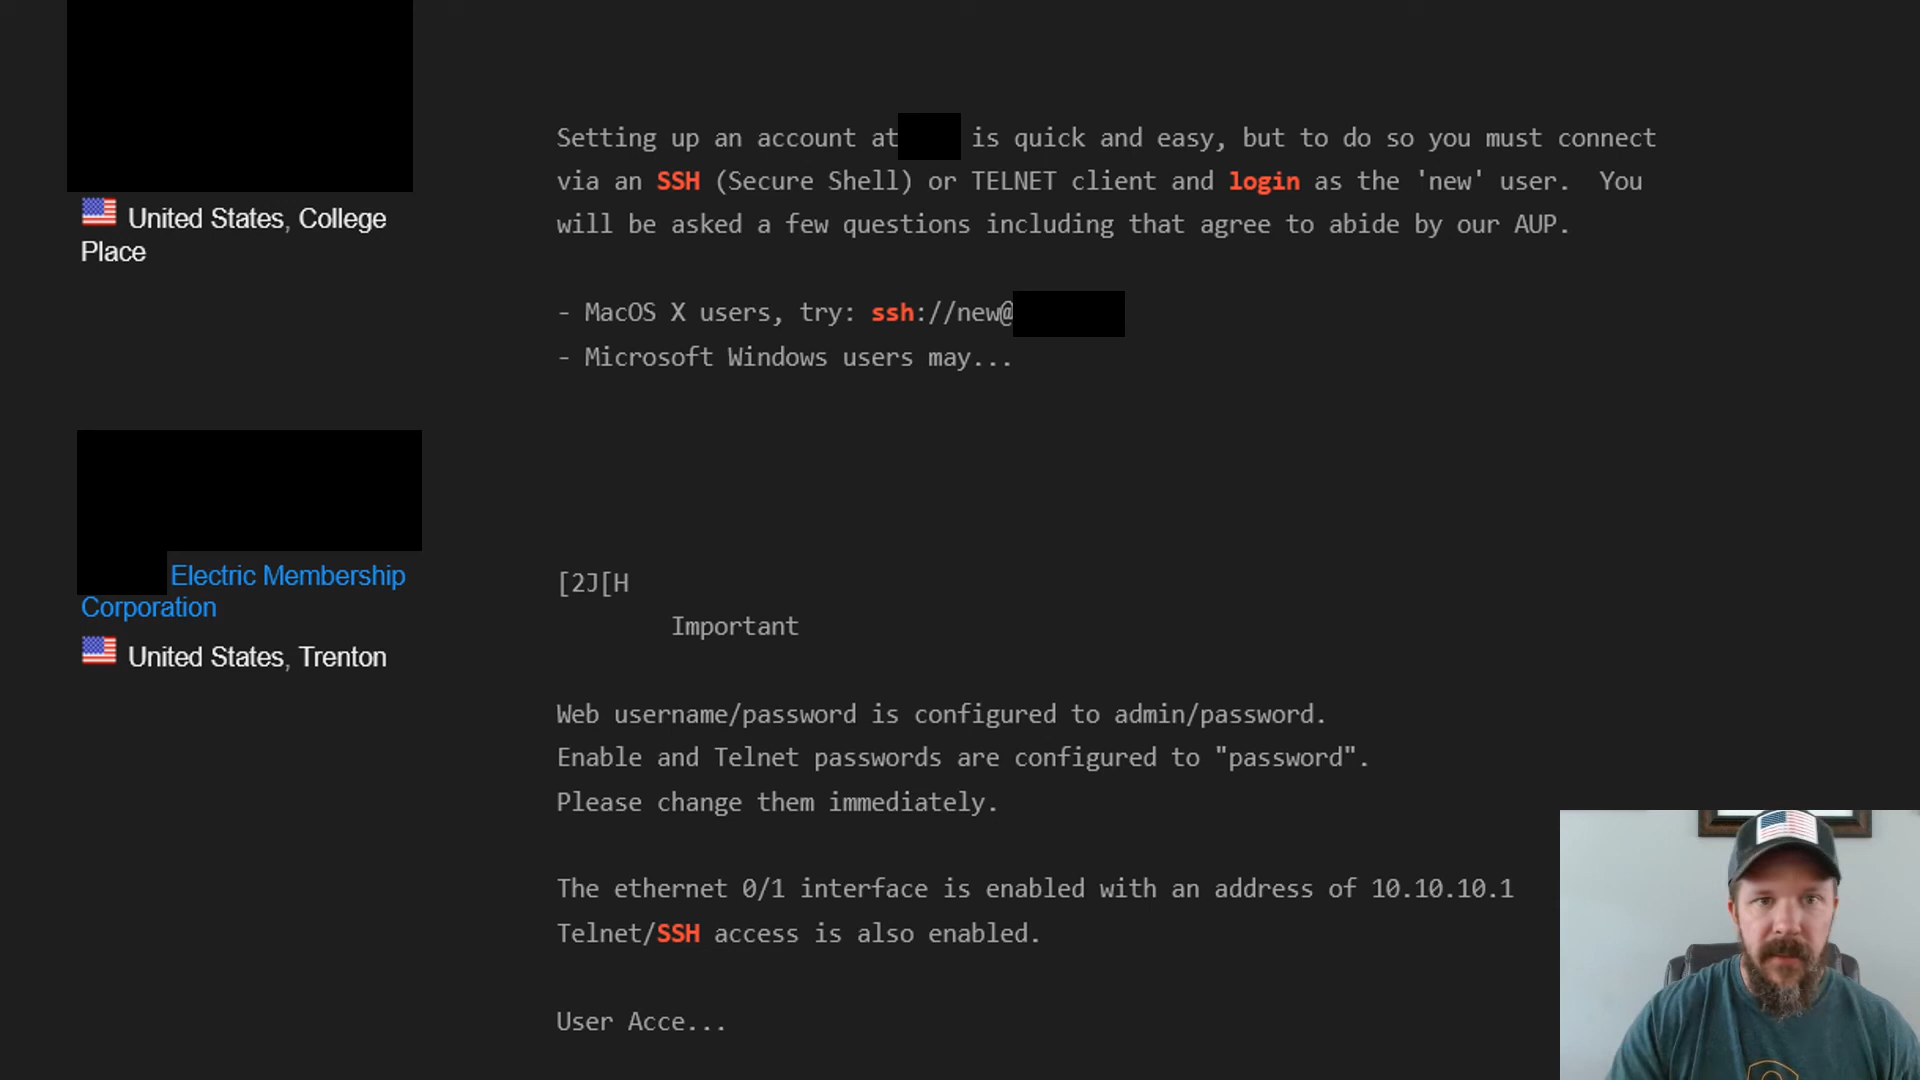 United States, College
Place
Setting up an account at is quick and easy, but to do so you must connect
via an SSH (Secure Shell) or TELNET client and login as the 'new' user. You
will be asked a few questions including that agree to abide by our AUP.
- MacOS X users, try: ssh://new@
- Microsoft Windows users may...
Electric Membership
Corporation
United States, Trenton
[2J[H
Important
Web username/password is configured to admin/password.
Enable and Telnet passwords are configured to "password".
Please change them immediately.
The ethernet 0/1 interface is enabled with an address of 10.10.10.1
Telnet/SSH access is also enabled.
User Acce...